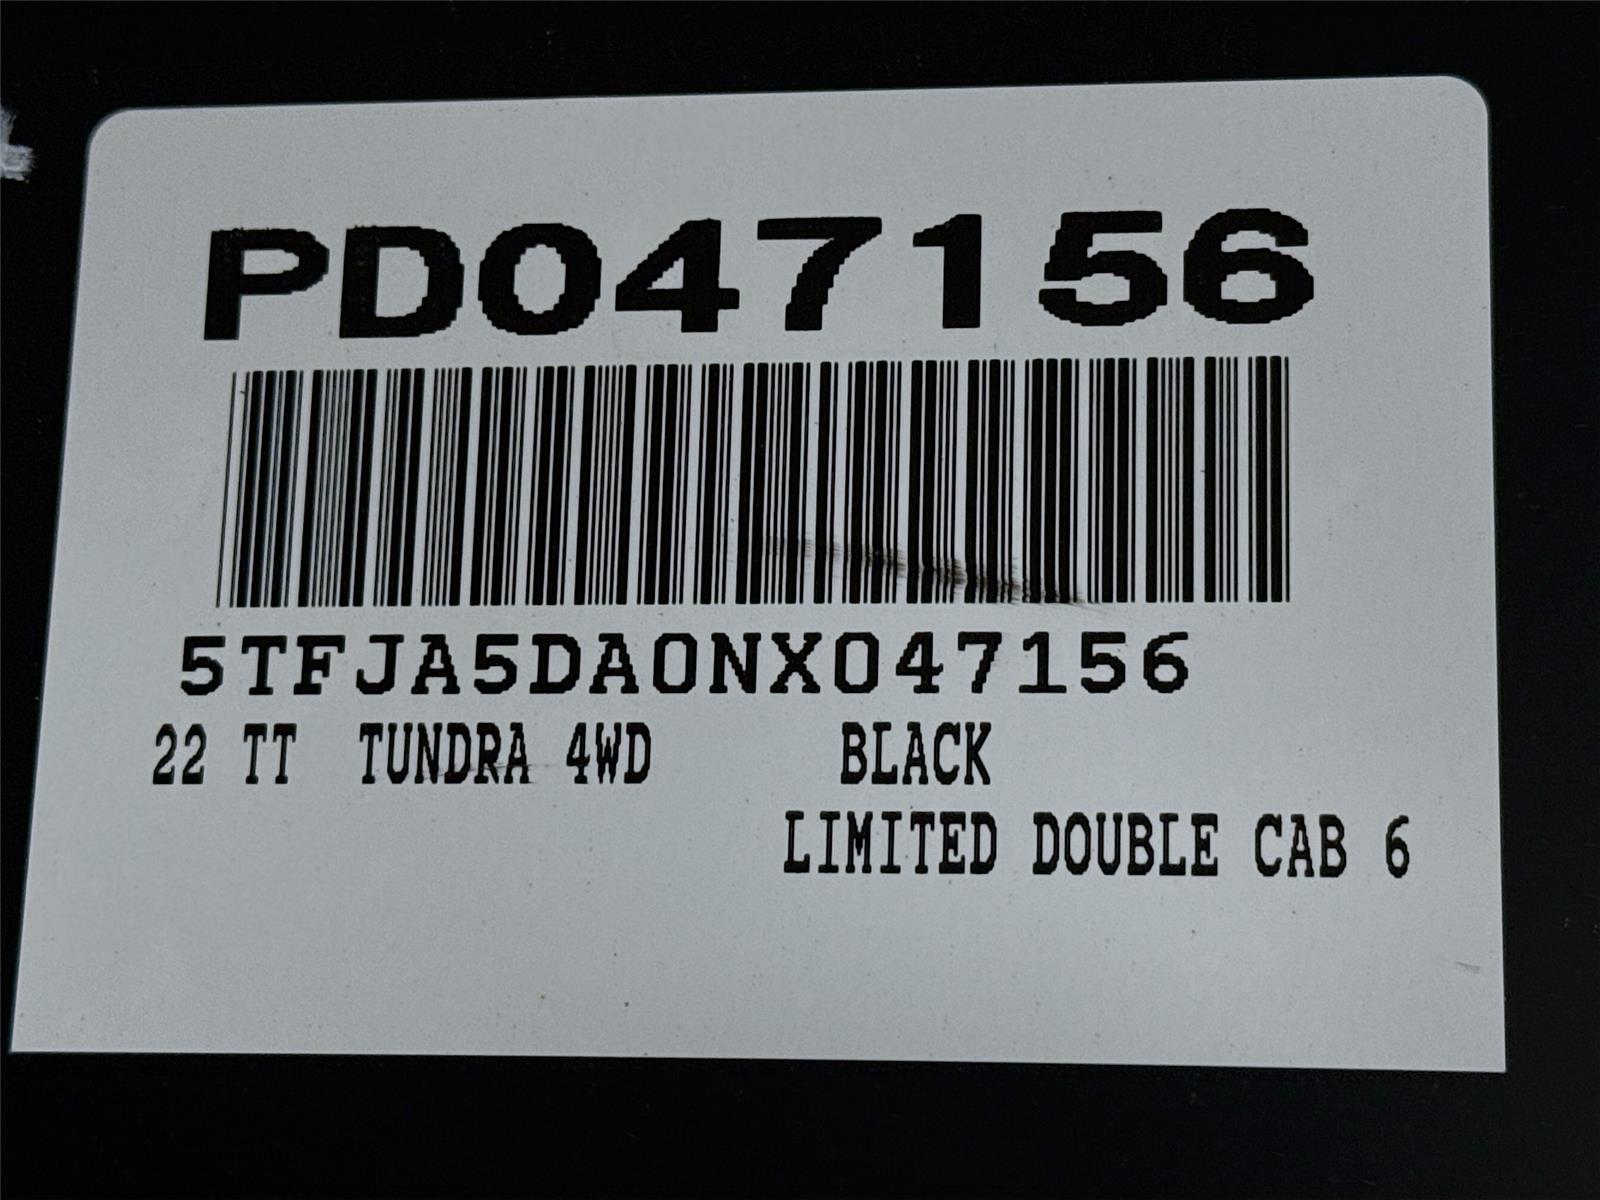 PD047156
5TFJA5DA0NX047156
22 TT TUNDRA 4WD BLACK
LIMITED DOUBLE CAB 6